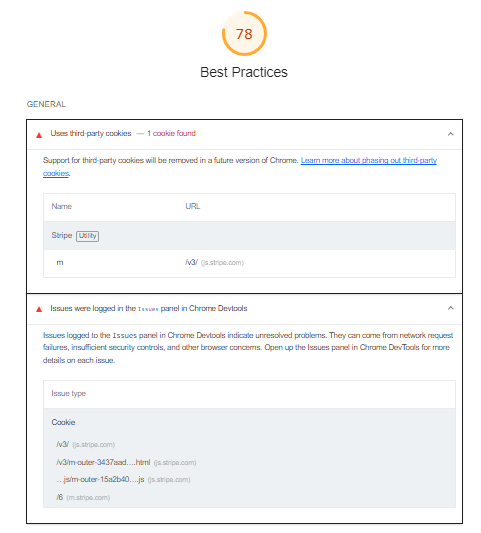 78
Best Practices
GENERAL
Uses third-party cookies — 1 cookie found
Support for third-party cookies will be removed in a future version of Chrome. Learn more about phasing out third-party
cookies.
Name URL
Stripe Utility
m /v3/ (js.stripe.com)
Issues were logged in the Issues panel in Chrome Devtools
Issues logged to the Issues panel in Chrome Devtools indicate unresolved problems. They can come from network request
failures, insufficient security controls, and other browser concerns. Open up the Issues panel in Chrome DevTools for more
details on each issue.
Issue type
Cookie
/v3/ (js.stripe.com)
/v3/m-outer-3437aad….html (js.stripe.com)
…js/m-outer-15a2b40….js (js.stripe.com)
/6 (m.stripe.com)